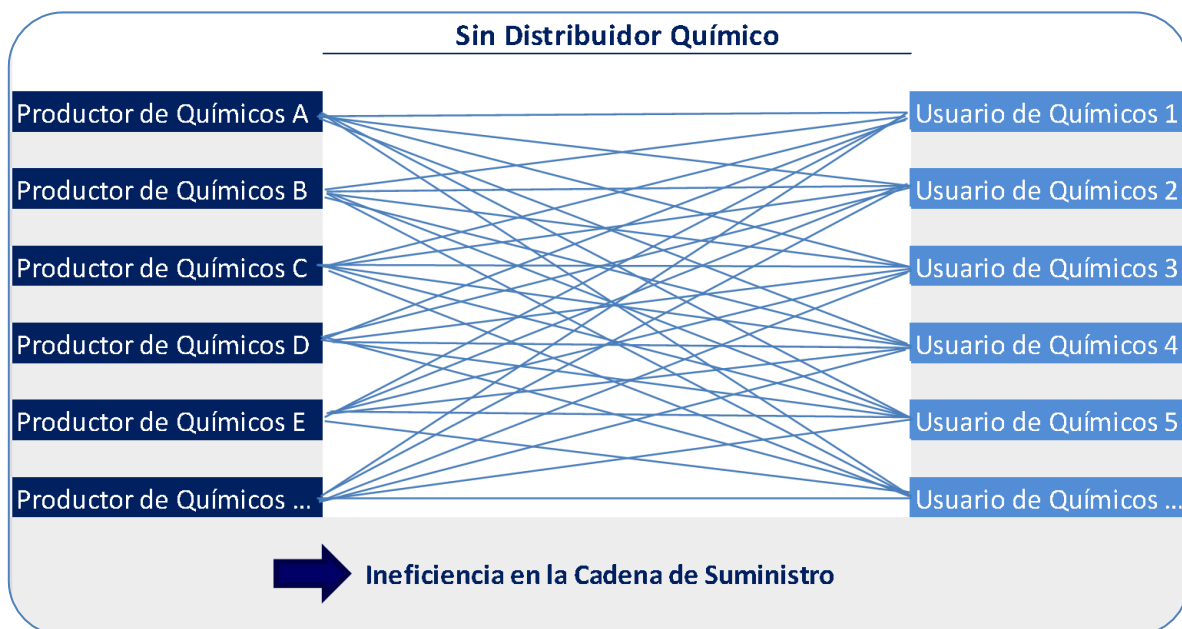 Sin Distribuidor Químico
Productor de Químicos A
Usuario de Químicos 1
Productor de Químicos B
Usuario de Químicos 2
Productor de Químicos C
Usuario de Químicos 3
Productor de Químicos D
Usuario de Químicos 4
Productor de Químicos E
Usuario de Químicos 5
Productor de Químicos ...
Usuario de Químicos ...
Ineficiencia en la Cadena de Suministro